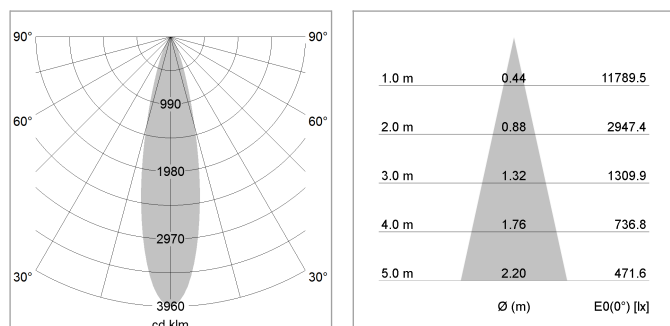 90° 90°
990
60° 60°
1980
2970
30° 30°
3960
cd klm
1.0 m 0.44 11789.5
2.0 m 0.88 2947.4
3.0 m 1.32 1309.9
4.0 m 1.76 736.8
5.0 m 2.20 471.6
Ø (m) E0(0°) [lx]